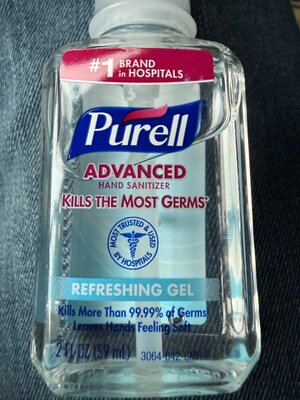 #1 BRAND
in HOSPITALS
Purell
ADVANCED
HAND SANITIZER
KILLS THE MOST GERMS*
MOST TRUSTED & USED
BY HOSPITALS
REFRESHING GEL
Kills More Than 99.99% of Germs
Leaves Hands Feeling Soft
2 FL OZ (59 mL)